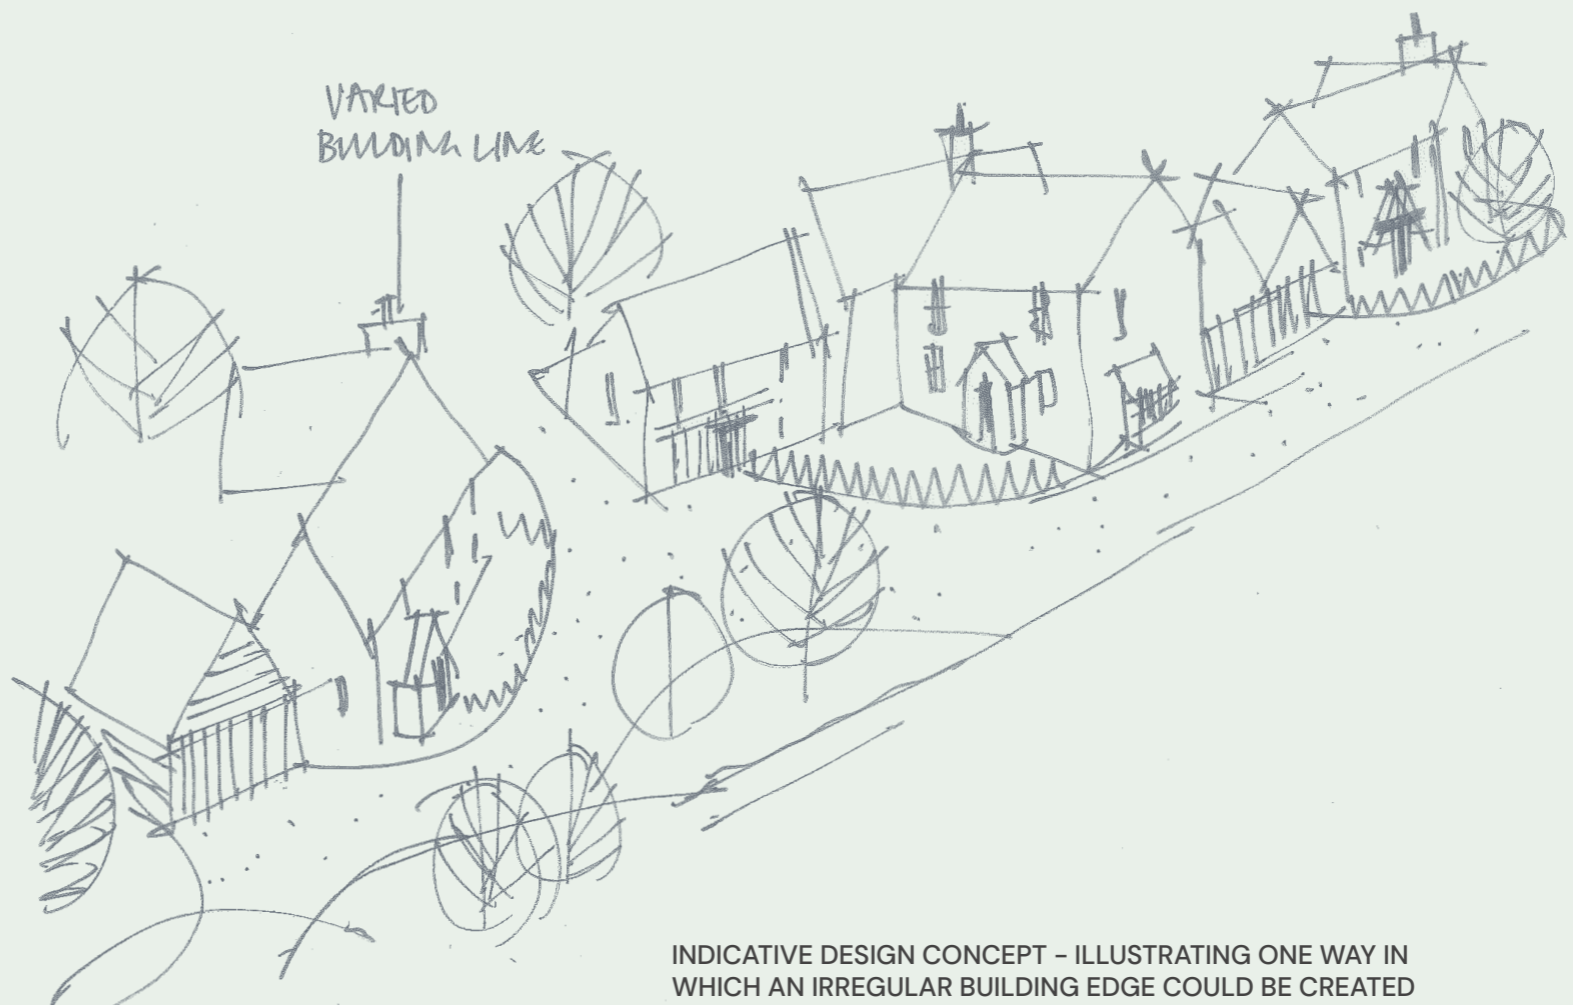 VARIED
BUILDING LINE
INDICATIVE DESIGN CONCEPT – ILLUSTRATING ONE WAY IN
WHICH AN IRREGULAR BUILDING EDGE COULD BE CREATED